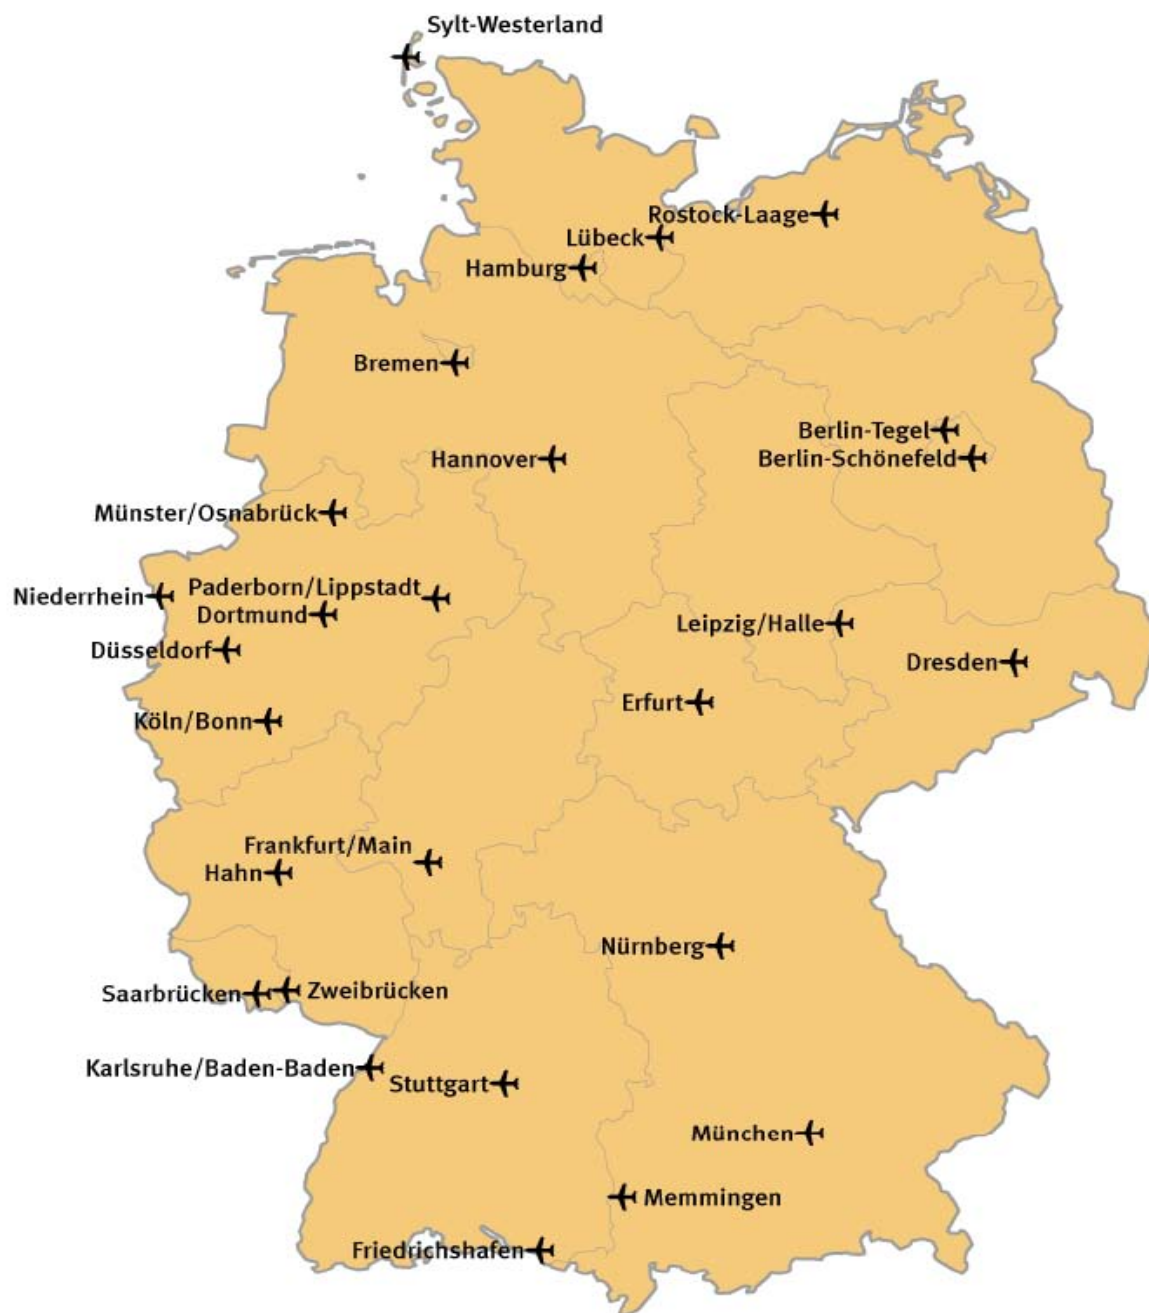 Sylt-Westerland
Rostock-Laage
Lübeck
Hamburg
Bremen
Berlin-Tegel
Berlin-Schönefeld
Hannover
Münster/Osnabrück
Paderborn/Lippstadt
Niederrhein
Dortmund
Leipzig/Halle
Düsseldorf
Dresden
Erfurt
Köln/Bonn
Frankfurt/Main
Hahn
Nürnberg
Saarbrücken
Zweibrücken
Karlsruhe/Baden-Baden
Stuttgart
München
Memmingen
Friedrichshafen